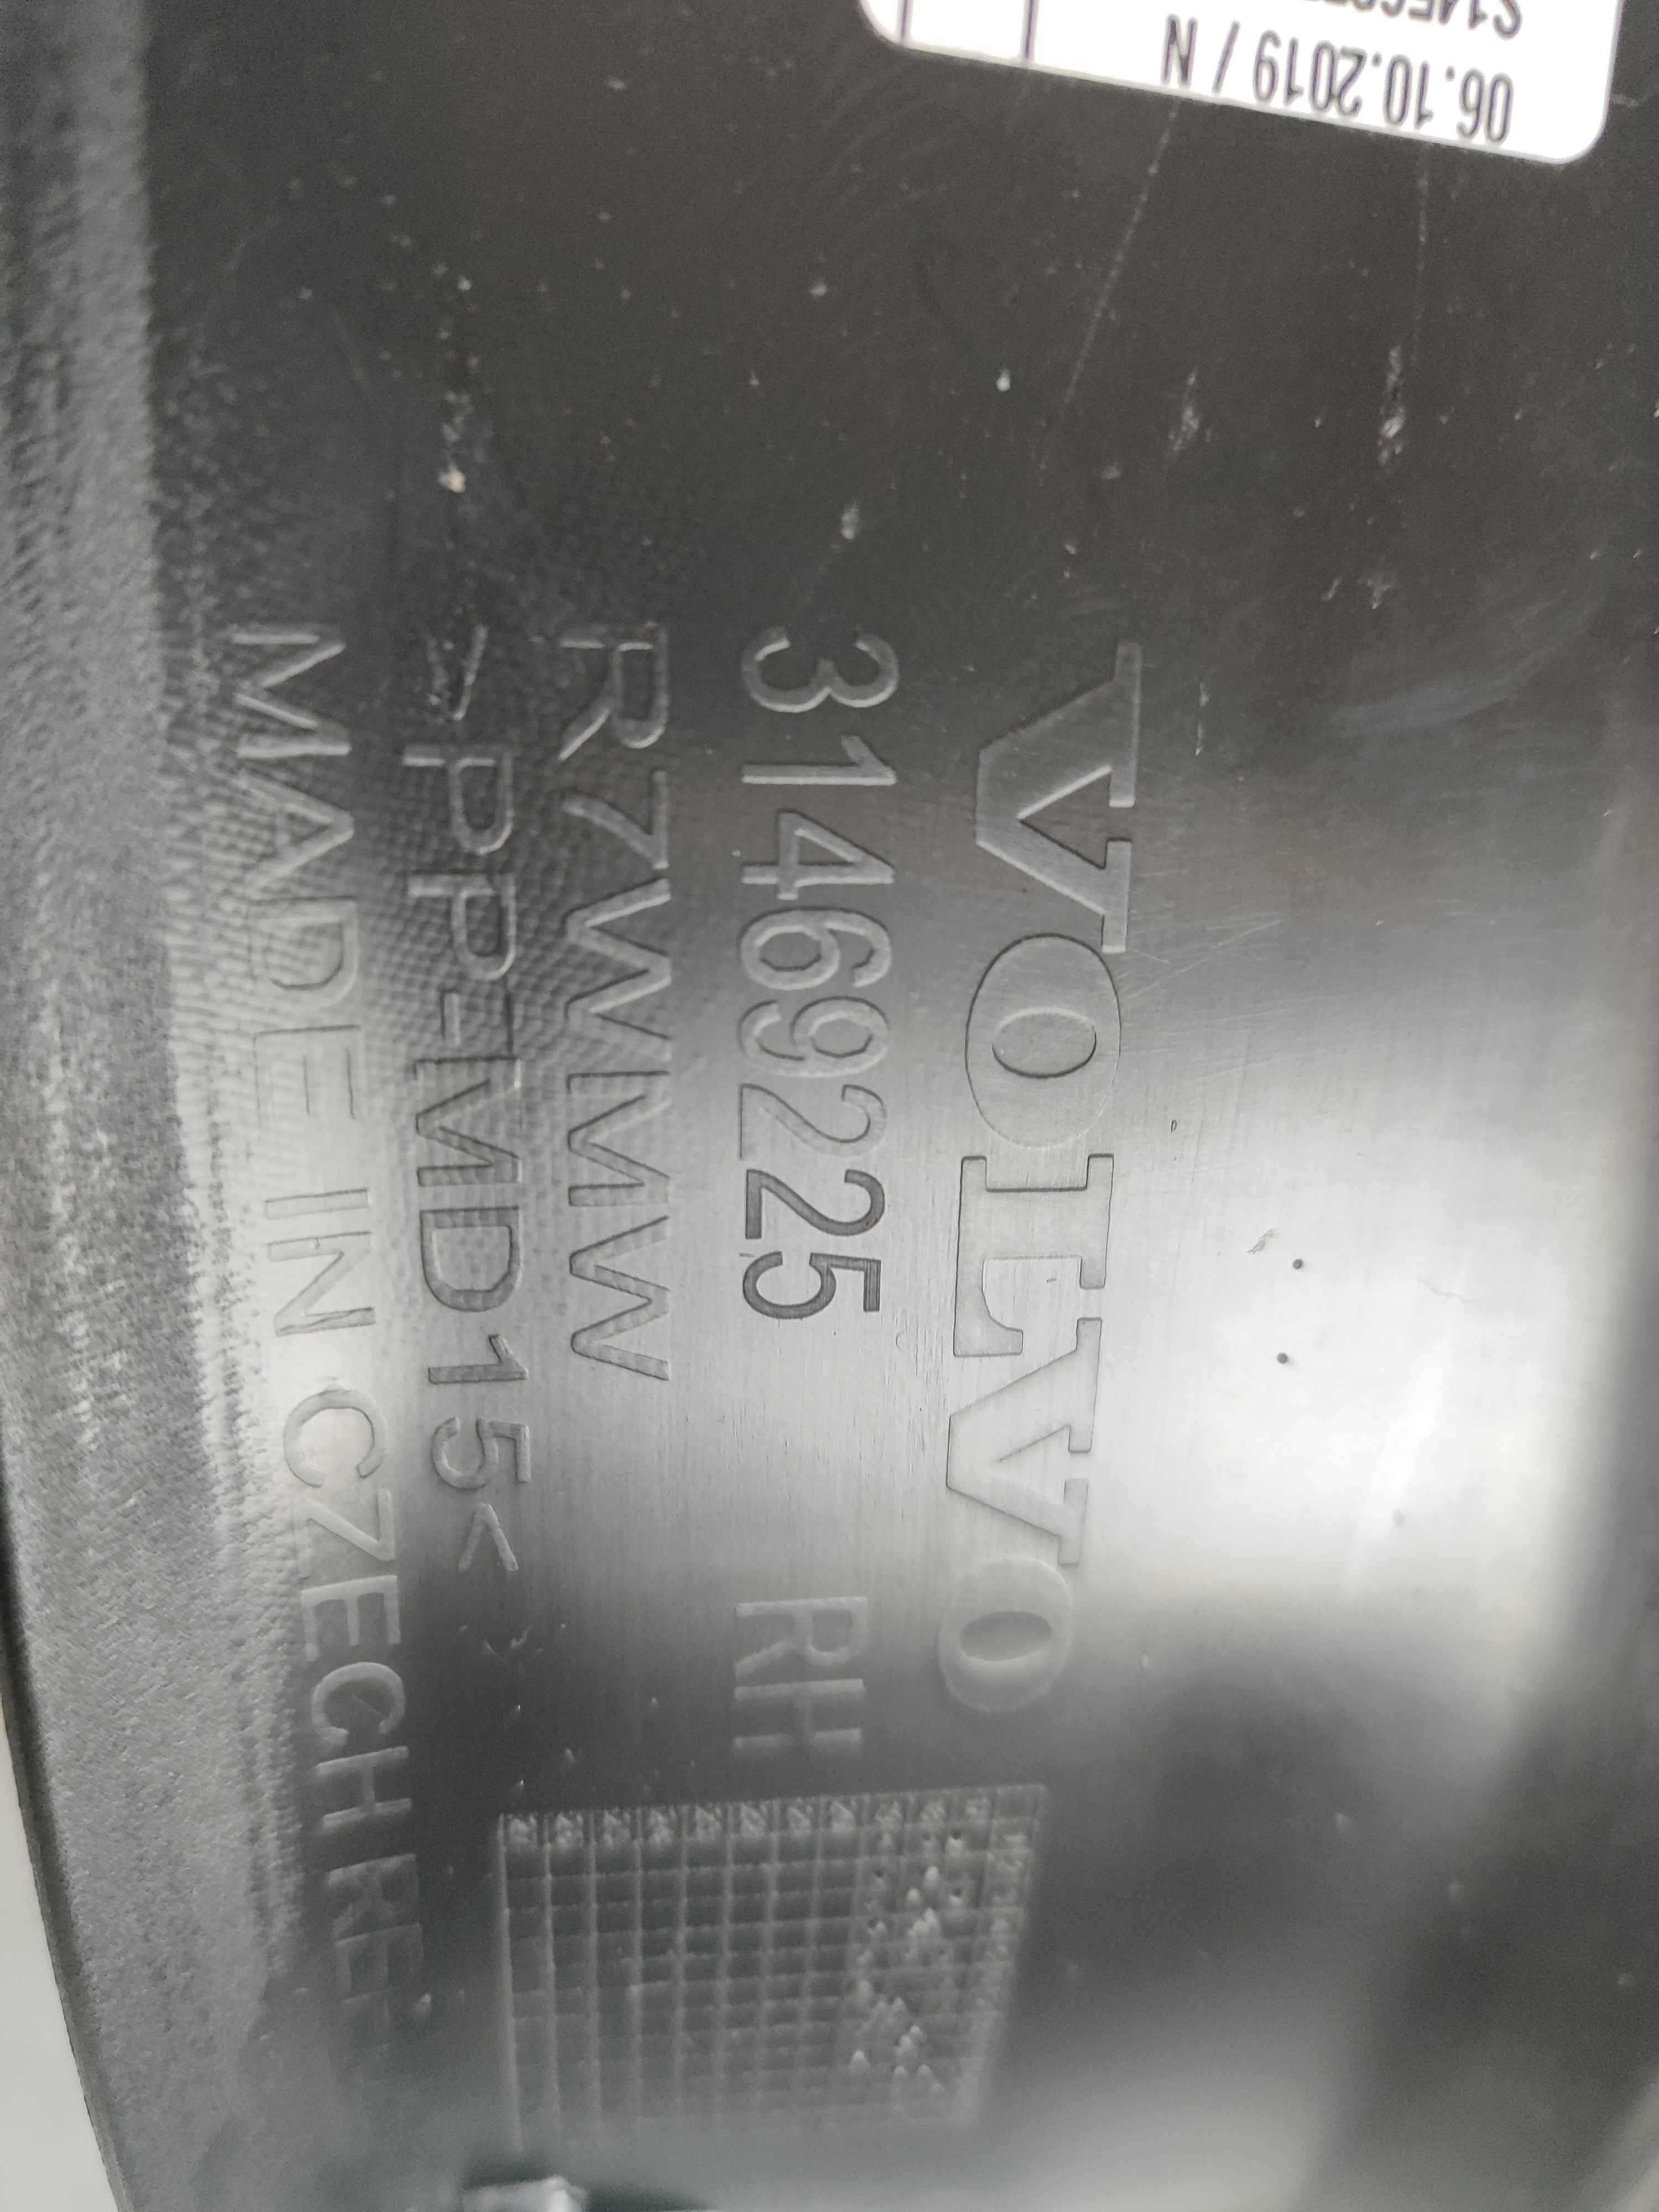 06.10.2019 / N
VOLVO
31469225 RH
R7WMW
>PP-MD15<
MADE IN CZECH RE